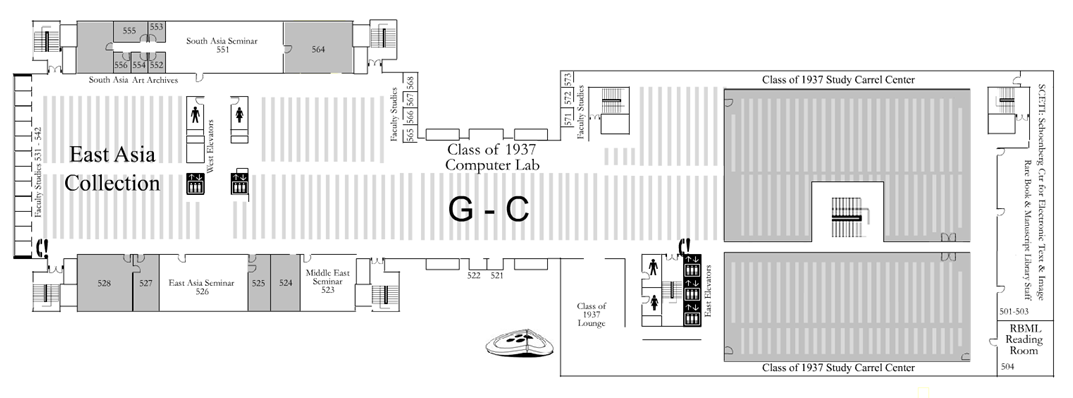 555
553
South Asia Seminar
551
564
556
554
552
South Asia Art Archives
Faculty Studies
568
567
566
565
573
572
571
Faculty Studies
Class of 1937 Study Carrel Center
SCETI: Schoenberg Ctr for Electronic Text & Image
Rare Book & Manuscript Library Staff
West Elevators
Faculty Studies 531 - 542
East Asia
Collection
Class of 1937
Computer Lab
G - C
528
527
East Asia Seminar
526
525
524
Middle East
Seminar
523
522
521
Class of
1937
Lounge
East Elevators
501-503
RBML
Reading
Room
504
Class of 1937 Study Carrel Center